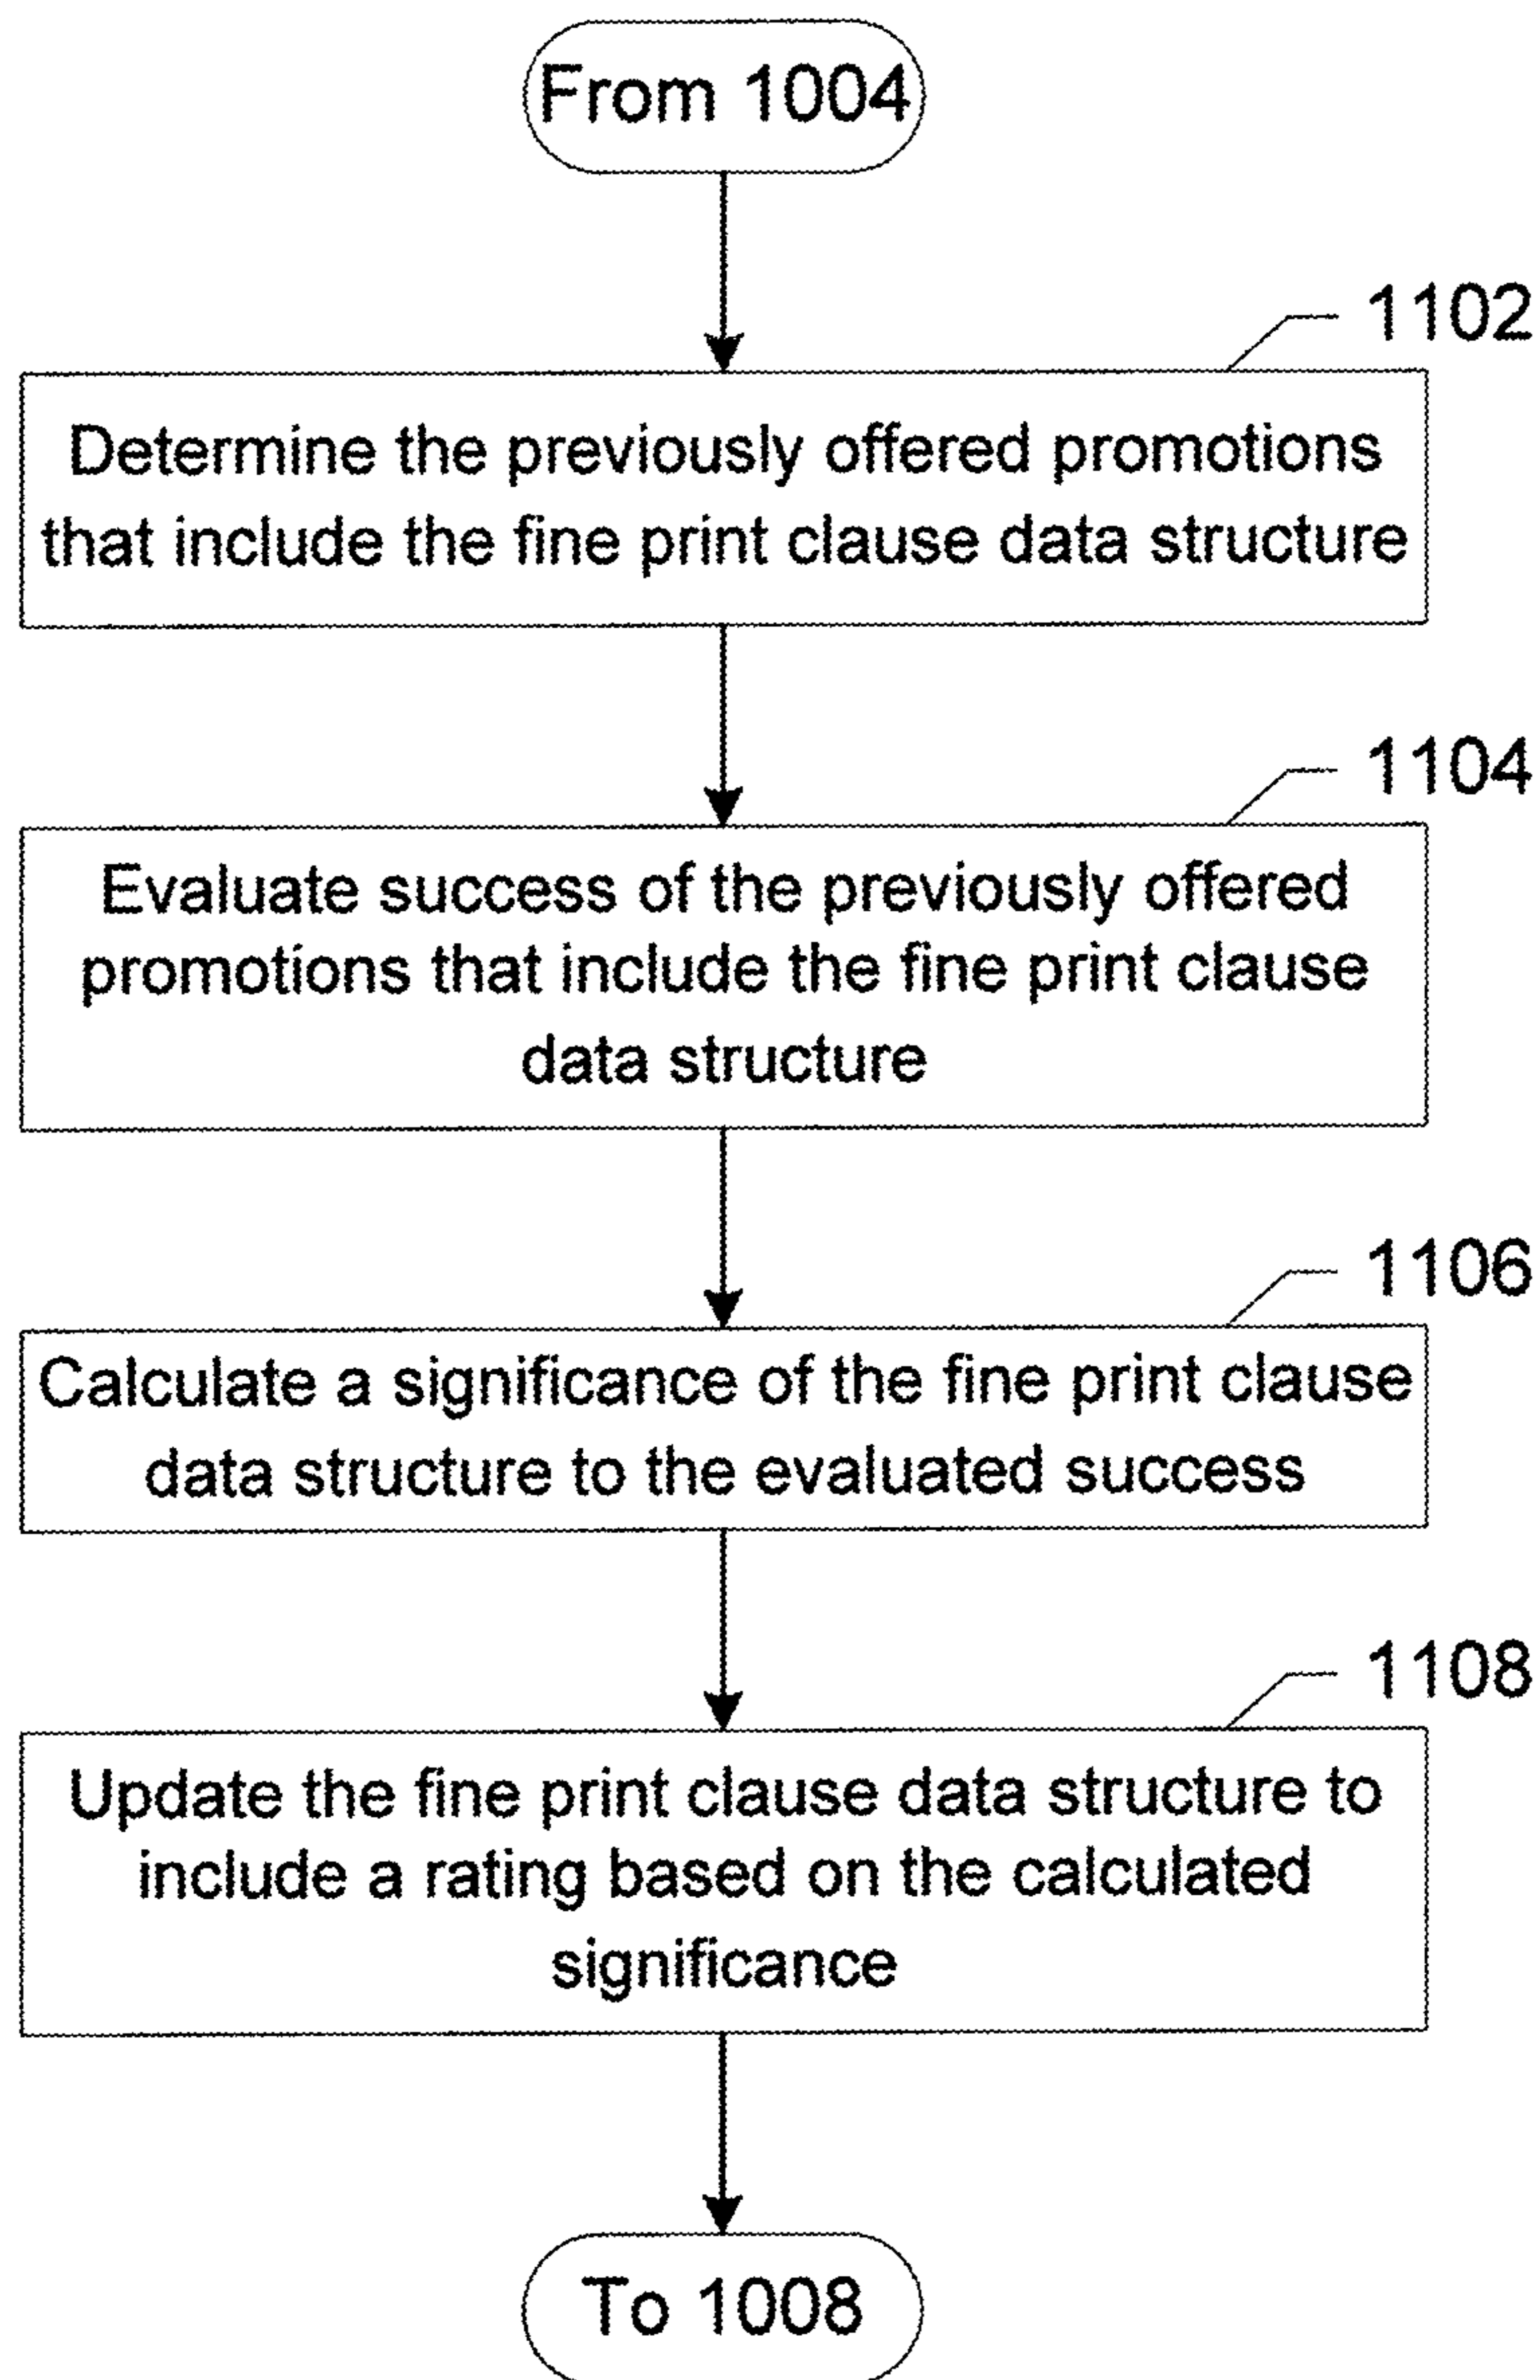 From 1004
1102
Determine the previously offered promotions
that include the fine print clause data structure
1104
Evaluate success of the previously offered
promotions that include the fine print clause
data structure
1106
Calculate a significance of the fine print clause
data structure to the evaluated success
1108
Update the fine print clause data structure to
include a rating based on the calculated
significance
To 1008